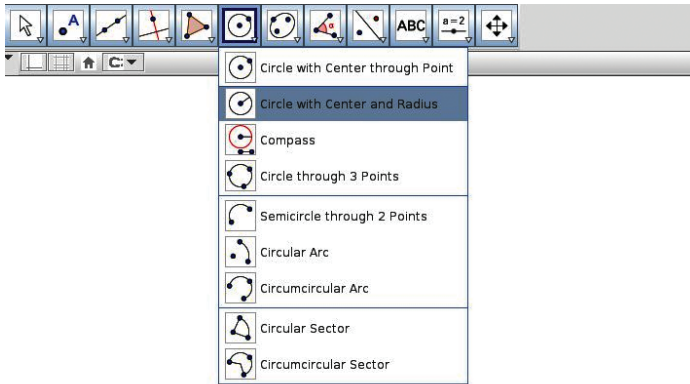 A
α
ABC
a=2
C:
Circle with Center through Point
Circle with Center and Radius
Compass
Circle through 3 Points
Semicircle through 2 Points
Circular Arc
Circumcircular Arc
Circular Sector
Circumcircular Sector